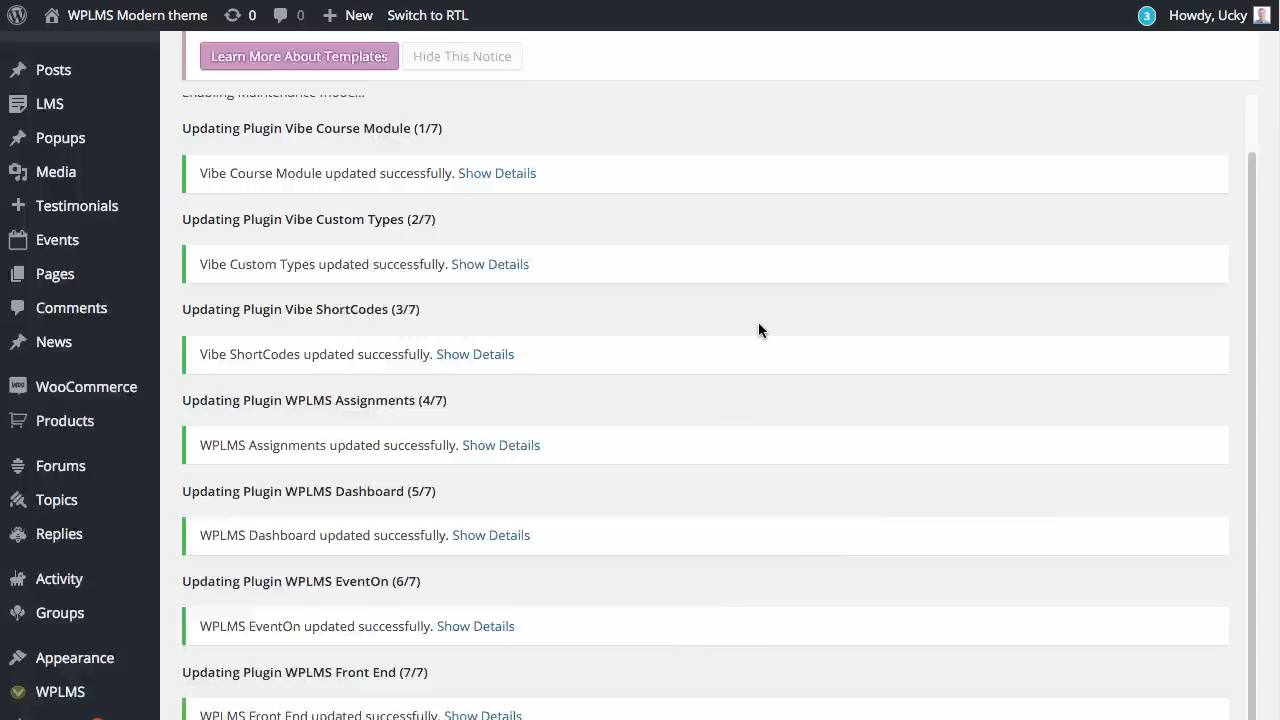 WPLMS Modern theme 0 0 New Switch to RTL 3 Howdy, Ucky
Learn More About Templates Hide This Notice
Enabling Maintenance mode...
Posts
LMS
Popups
Media
Testimonials
Events
Pages
Comments
News
WooCommerce
Products
Forums
Topics
Replies
Activity
Groups
Appearance
WPLMS
Updating Plugin Vibe Course Module (1/7)
Vibe Course Module updated successfully. Show Details
Updating Plugin Vibe Custom Types (2/7)
Vibe Custom Types updated successfully. Show Details
Updating Plugin Vibe ShortCodes (3/7)
Vibe ShortCodes updated successfully. Show Details
Updating Plugin WPLMS Assignments (4/7)
WPLMS Assignments updated successfully. Show Details
Updating Plugin WPLMS Dashboard (5/7)
WPLMS Dashboard updated successfully. Show Details
Updating Plugin WPLMS EventOn (6/7)
WPLMS EventOn updated successfully. Show Details
Updating Plugin WPLMS Front End (7/7)
WPLMS Front End updated successfully. Show Details